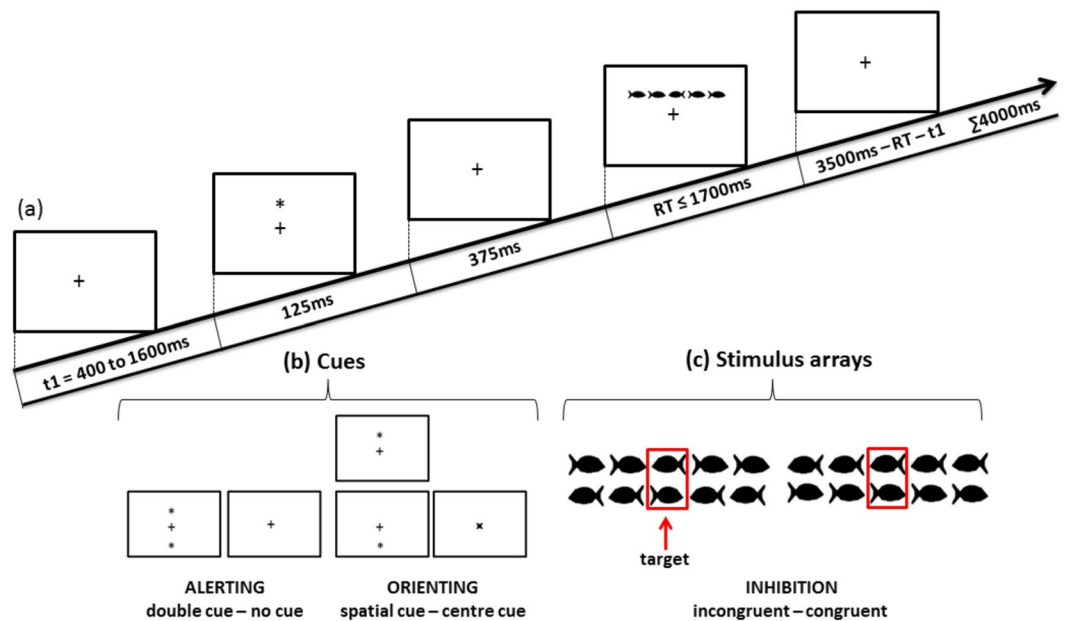 (a)
+
*
+
+
+
+
t1 = 400 to 1600ms
125ms
375ms
RT ≤ 1700ms
3500ms – RT – t1 ∑4000ms
(b) Cues
(c) Stimulus arrays
*
+
*
+
*
+
+
*
*
target
ALERTING
double cue – no cue
ORIENTING
spatial cue – centre cue
INHIBITION
incongruent – congruent